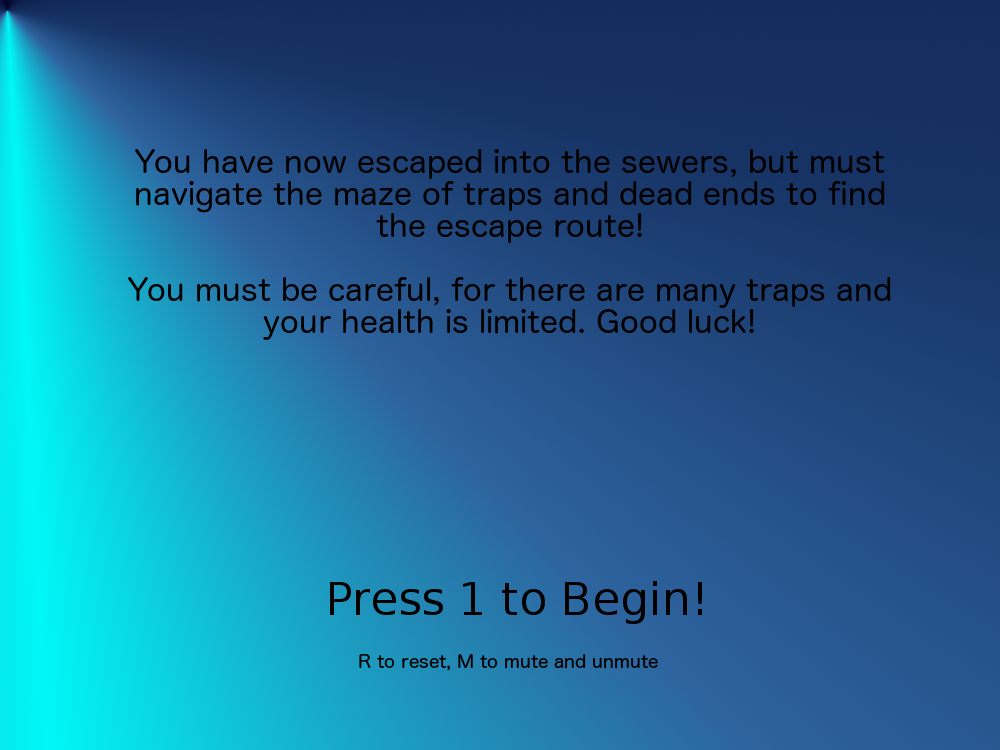 You have now escaped into the sewers, but must
navigate the maze of traps and dead ends to find
the escape route!
You must be careful, for there are many traps and
your health is limited. Good luck!
Press 1 to Begin!
R to reset, M to mute and unmute